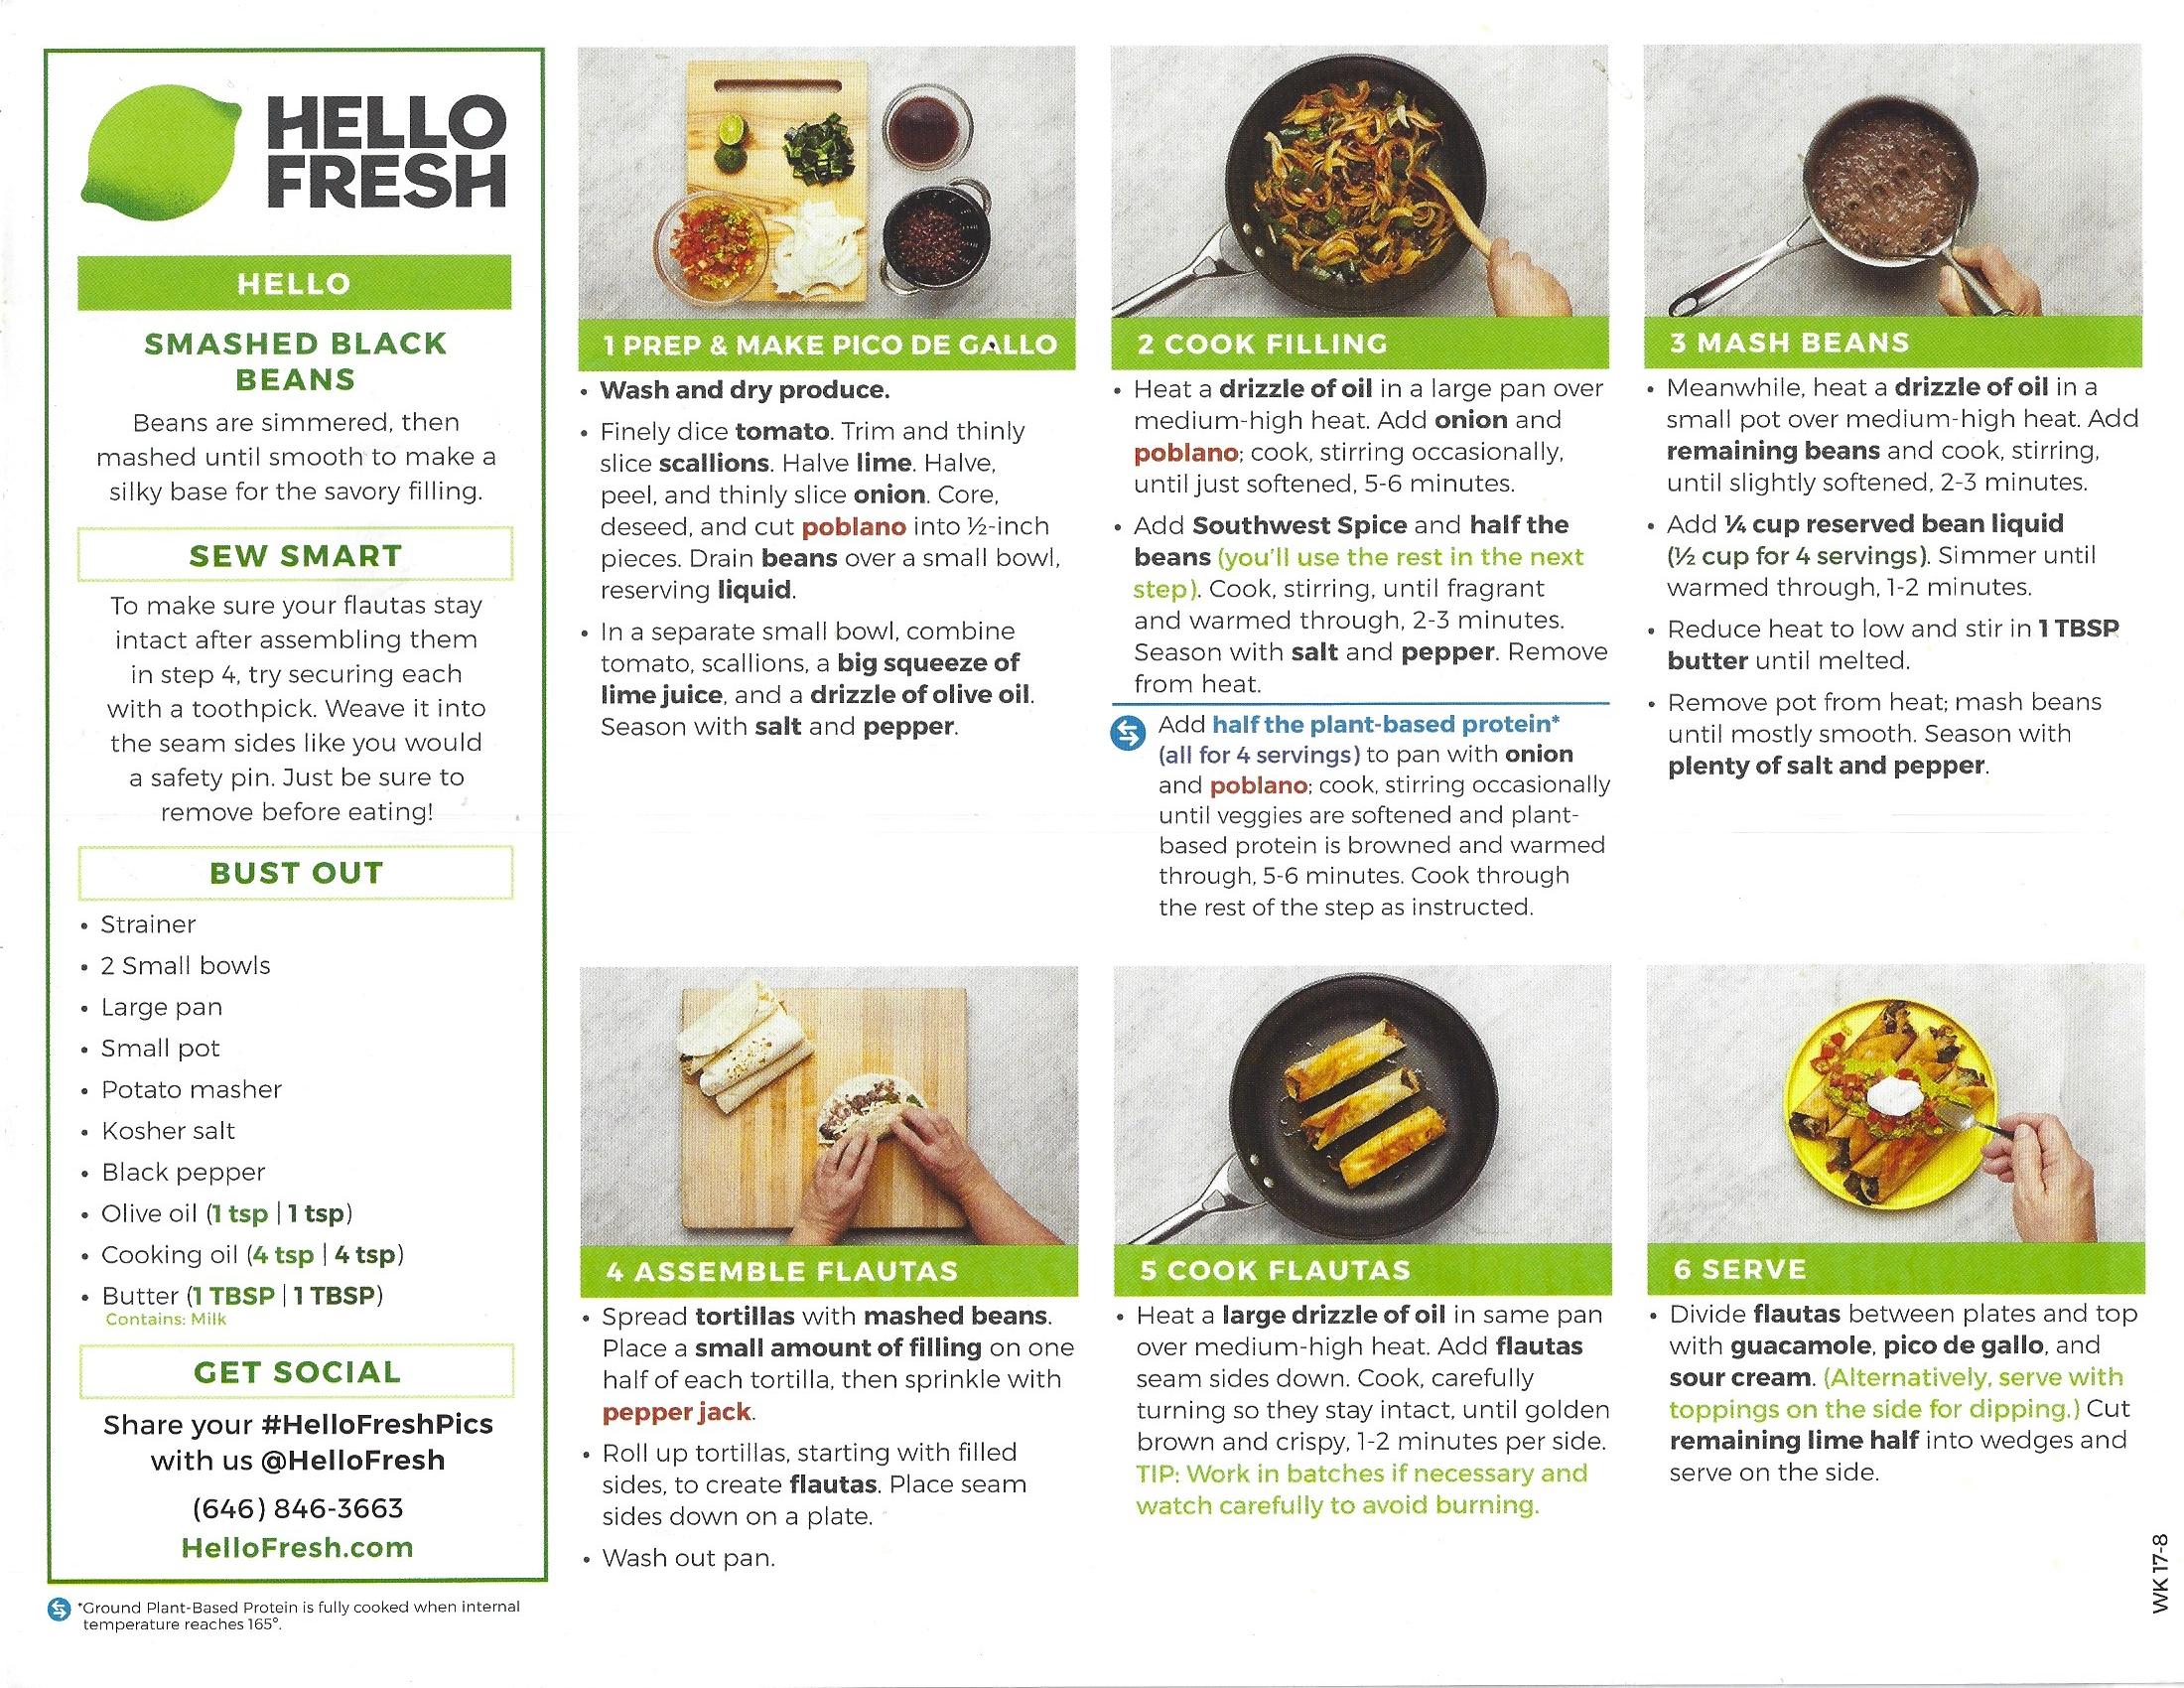 HELLO
FRESH
HELLO
SMASHED BLACK
BEANS
Beans are simmered, then
mashed until smooth to make a
silky base for the savory filling.
SEW SMART
To make sure your flautas stay
intact after assembling them
in step 4, try securing each
with a toothpick. Weave it into
the seam sides like you would
a safety pin. Just be sure to
remove before eating!
BUST OUT
• Strainer
• 2 Small bowls
• Large pan
• Small pot
• Potato masher
• Kosher salt
• Black pepper
• Olive oil (1 tsp | 1 tsp)
• Cooking oil (4 tsp | 4 tsp)
• Butter (1 TBSP | 1 TBSP)
Contains: Milk
GET SOCIAL
Share your #HelloFreshPics
with us @HelloFresh
(646) 846-3663
HelloFresh.com
*Ground Plant-Based Protein is fully cooked when internal
temperature reaches 165°.
1 PREP & MAKE PICO DE GALLO
• Wash and dry produce.
• Finely dice tomato. Trim and thinly
slice scallions. Halve lime. Halve,
peel, and thinly slice onion. Core,
deseed, and cut poblano into ½-inch
pieces. Drain beans over a small bowl,
reserving liquid.
• In a separate small bowl, combine
tomato, scallions, a big squeeze of
lime juice, and a drizzle of olive oil.
Season with salt and pepper.
2 COOK FILLING
• Heat a drizzle of oil in a large pan over
medium-high heat. Add onion and
poblano; cook, stirring occasionally,
until just softened, 5-6 minutes.
• Add Southwest Spice and half the
beans (you'll use the rest in the next
step). Cook, stirring, until fragrant
and warmed through, 2-3 minutes.
Season with salt and pepper. Remove
from heat.
Add half the plant-based protein*
(all for 4 servings) to pan with onion
and poblano; cook, stirring occasionally
until veggies are softened and plant-
based protein is browned and warmed
through, 5-6 minutes. Cook through
the rest of the step as instructed.
3 MASH BEANS
• Meanwhile, heat a drizzle of oil in a
small pot over medium-high heat. Add
remaining beans and cook, stirring,
until slightly softened, 2-3 minutes.
• Add ¼ cup reserved bean liquid
(½ cup for 4 servings). Simmer until
warmed through, 1-2 minutes.
• Reduce heat to low and stir in 1 TBSP
butter until melted.
• Remove pot from heat; mash beans
until mostly smooth. Season with
plenty of salt and pepper.
4 ASSEMBLE FLAUTAS
• Spread tortillas with mashed beans.
Place a small amount of filling on one
half of each tortilla, then sprinkle with
pepper jack.
• Roll up tortillas, starting with filled
sides, to create flautas. Place seam
sides down on a plate.
• Wash out pan.
5 COOK FLAUTAS
• Heat a large drizzle of oil in same pan
over medium-high heat. Add flautas
seam sides down. Cook, carefully
turning so they stay intact, until golden
brown and crispy, 1-2 minutes per side.
TIP: Work in batches if necessary and
watch carefully to avoid burning.
6 SERVE
• Divide flautas between plates and top
with guacamole, pico de gallo, and
sour cream. (Alternatively, serve with
toppings on the side for dipping.) Cut
remaining lime half into wedges and
serve on the side.
WK 17-8